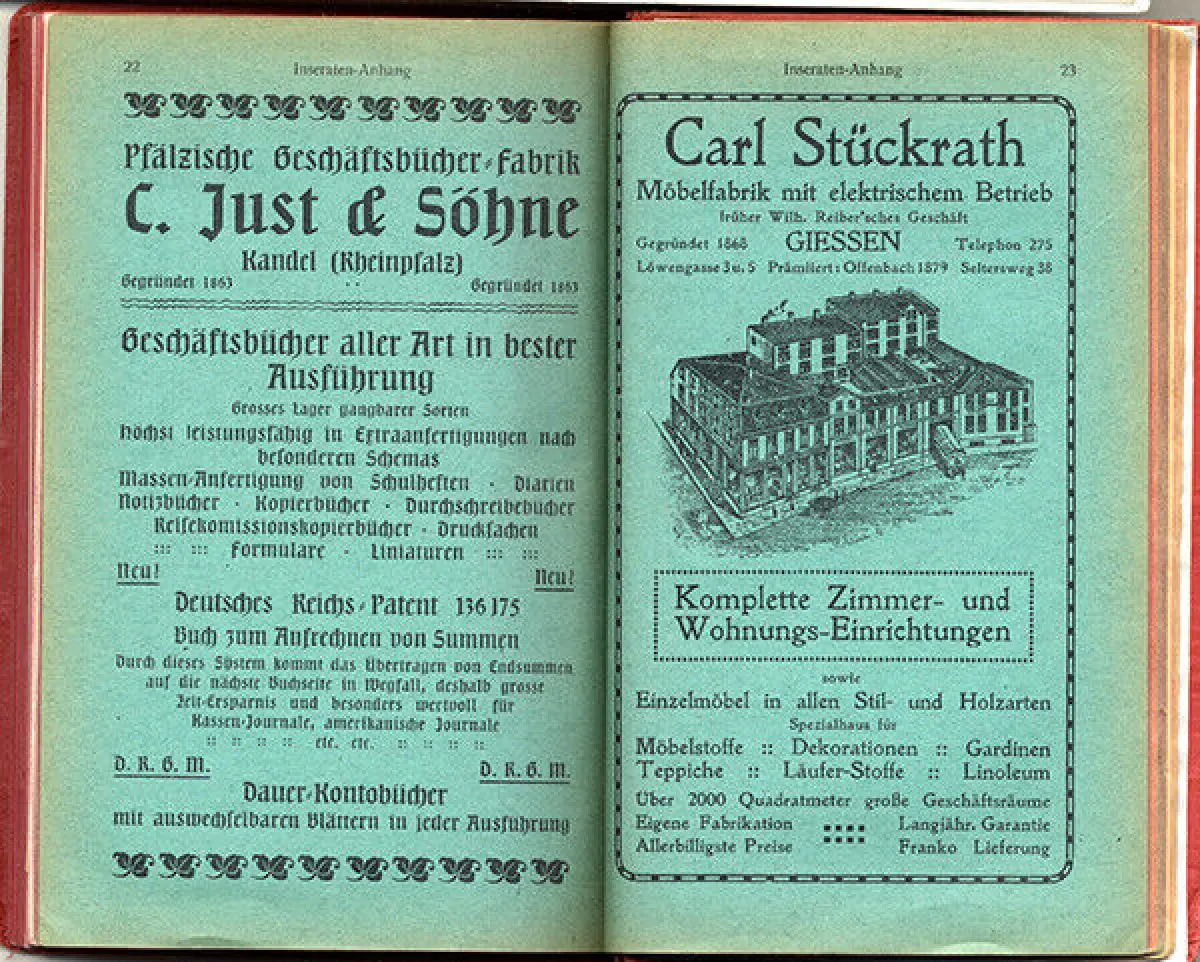 22
Inseraten-Anhang
Pfälzische Geschäftsbücher-Fabrik
C. Just & Söhne
Kandel (Rheinpfalz)
Gegründet 1863
Gegründet 1863
Geschäftsbücher aller Art in bester
Ausführung
Grosses Lager gangbarer Sorten
Höchst leistungsfähig in Extraanfertigungen nach
besonderen Schemas
Massen-Anfertigung von Schulheften · Diarien
Notizbücher · Kopierbücher · Durchschreibebücher
Reisekomissionskopierbücher · Drucksachen
::: ::: Formulare · Liniaturen ::: :::
Neu!
Neu!
Deutsches Reichs-Patent 136175
Buch zum Aufrechnen von Summen
Durch dieses System kommt das Übertragen von Endsummen
auf die nächste Buchseite in Wegfall, deshalb grosse
Zeit-Ersparnis und besonders wertvoll für
Kassen-Journale, amerikanische Journale
:: :: :: :: etc. etc. :: :: :: ::
D. R. G. M.
D. R. G. M.
Dauer-Kontobücher
mit auswechselbaren Blättern in jeder Ausführung
Inseraten-Anhang
23
Carl Stückrath
Möbelfabrik mit elektrischem Betrieb
früher Wilh. Reiber'sches Geschäft
Gegründet 1868 GIESSEN Telephon 275
Löwengasse 3 u. 5 Prämiiert: Offenbach 1879 Seltersweg 38
Komplette Zimmer- und
Wohnungs-Einrichtungen
sowie
Einzelmöbel in allen Stil- und Holzarten
Spezialhaus für
Möbelstoffe :: Dekorationen :: Gardinen
Teppiche :: Läufer-Stoffe :: Linoleum
Über 2000 Quadratmeter große Geschäftsräume
Eigene Fabrikation Langjähr. Garantie
Allerbilligste Preise Franko Lieferung